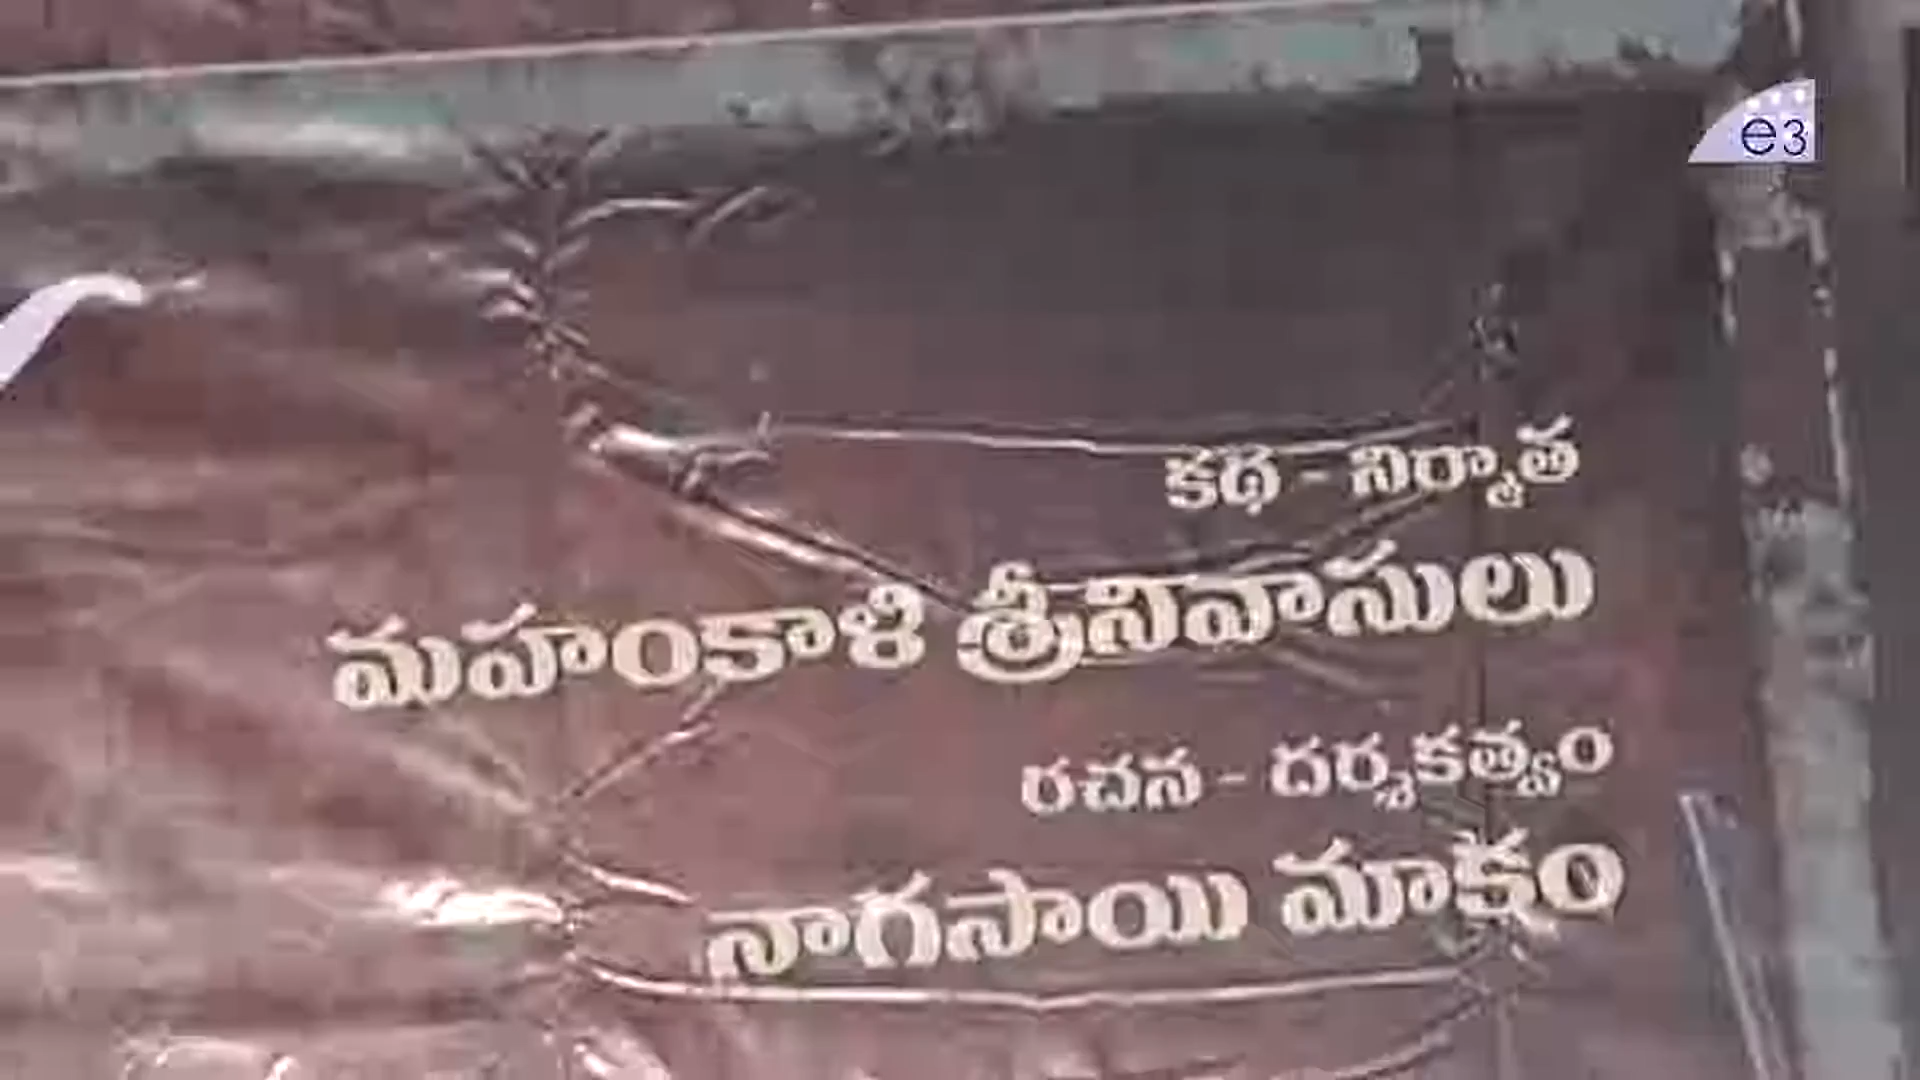 e3
కథ - నిర్మాత
మహంకాళి శ్రీనివాసులు
రచన - దర్శకత్వం
నాగసాయి మాకం